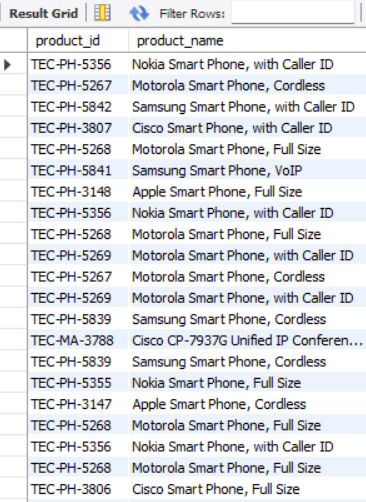 Result Grid Filter Rows:
product_id product_name
TEC-PH-5356 Nokia Smart Phone, with Caller ID
TEC-PH-5267 Motorola Smart Phone, Cordless
TEC-PH-5842 Samsung Smart Phone, with Caller ID
TEC-PH-3807 Cisco Smart Phone, with Caller ID
TEC-PH-5268 Motorola Smart Phone, Full Size
TEC-PH-5841 Samsung Smart Phone, VoIP
TEC-PH-3148 Apple Smart Phone, Full Size
TEC-PH-5356 Nokia Smart Phone, with Caller ID
TEC-PH-5268 Motorola Smart Phone, Full Size
TEC-PH-5269 Motorola Smart Phone, with Caller ID
TEC-PH-5267 Motorola Smart Phone, Cordless
TEC-PH-5269 Motorola Smart Phone, with Caller ID
TEC-PH-5839 Samsung Smart Phone, Cordless
TEC-MA-3788 Cisco CP-7937G Unified IP Conferen...
TEC-PH-5839 Samsung Smart Phone, Cordless
TEC-PH-5355 Nokia Smart Phone, Full Size
TEC-PH-3147 Apple Smart Phone, Cordless
TEC-PH-5268 Motorola Smart Phone, Full Size
TEC-PH-5356 Nokia Smart Phone, with Caller ID
TEC-PH-5268 Motorola Smart Phone, Full Size
TEC-PH-3806 Cisco Smart Phone, Full Size